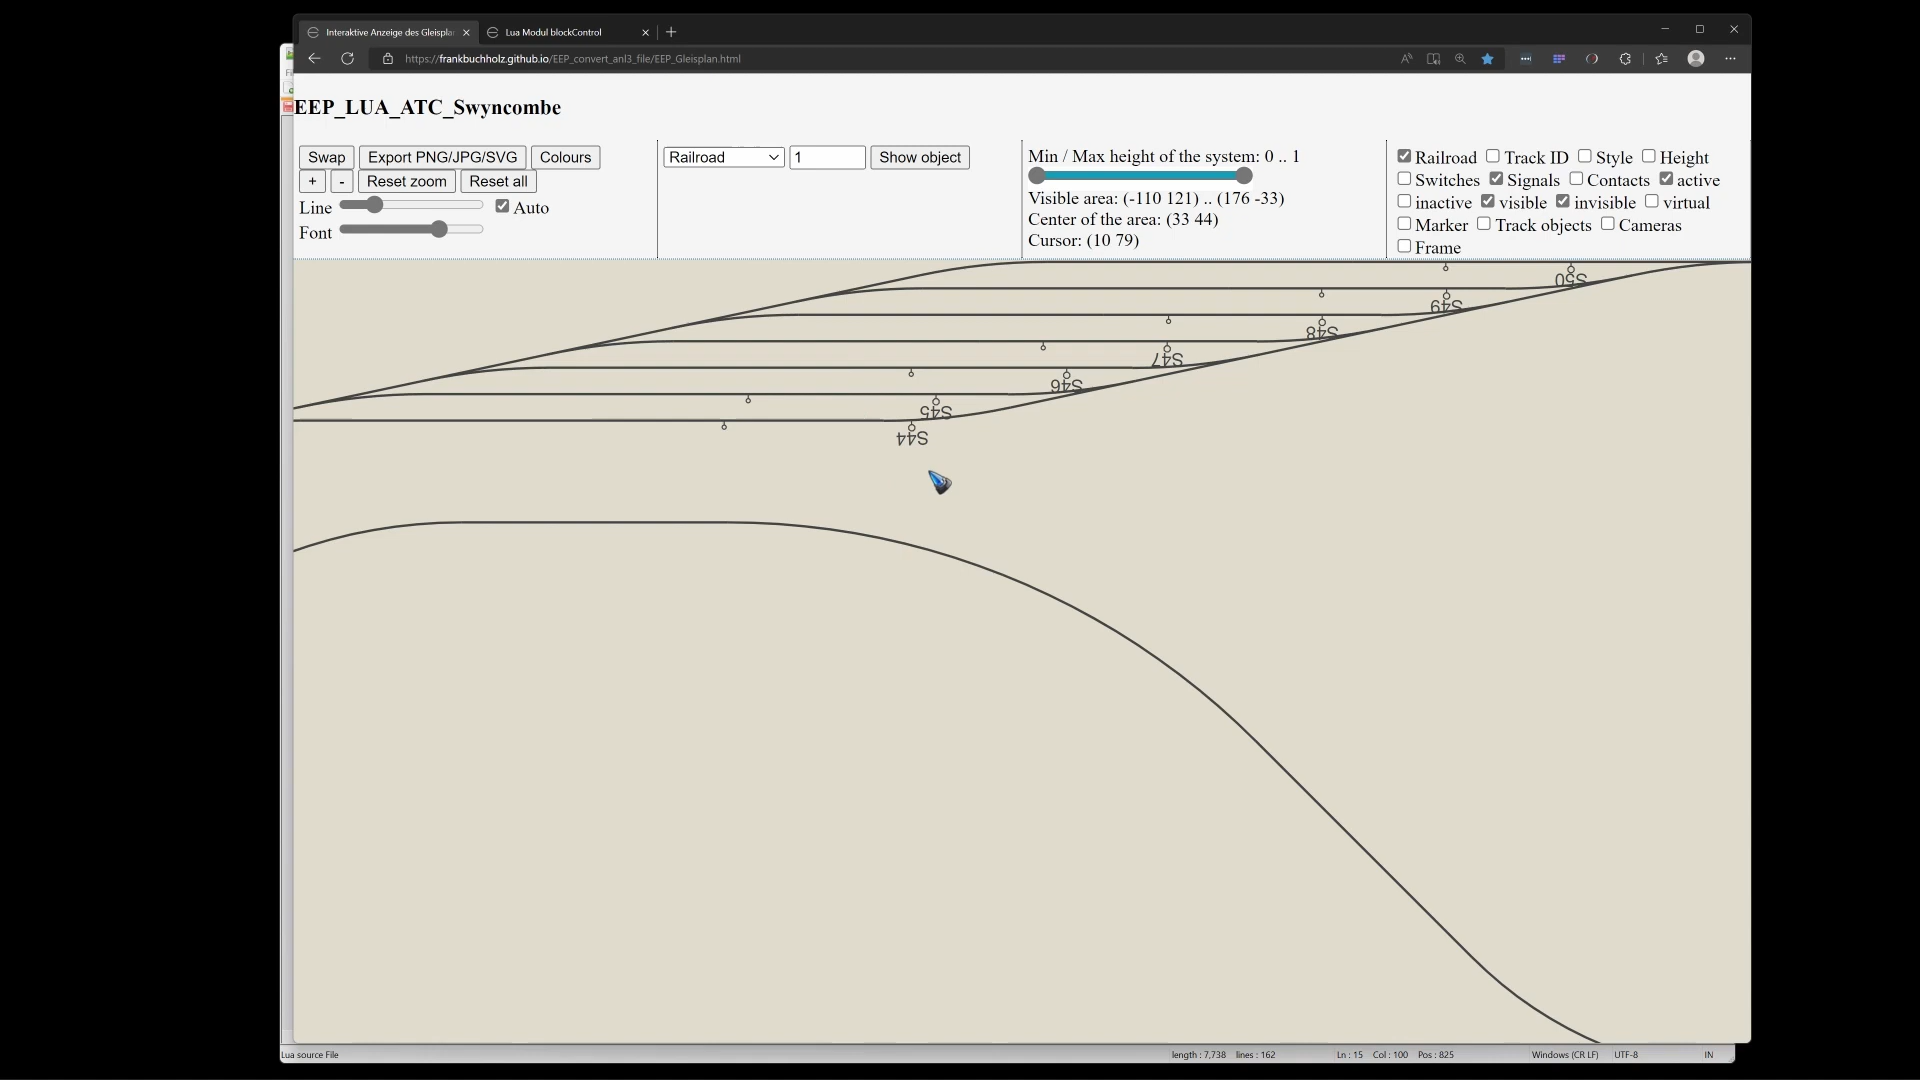 Interaktive Anzeige des Gleispla
Lua Modul blockControl
https://frankbuchholz.github.io/EEP_convert_anl3_file/EEP_Gleisplan.html
EEP_LUA_ATC_Swyncombe
Swap Export PNG/JPG/SVG Colours
+ - Reset zoom Reset all
Line Auto
Font
Railroad 1 Show object
Min / Max height of the system: 0 .. 1
Visible area: (-110 121) .. (176 -33)
Center of the area: (33 44)
Cursor: (10 79)
Railroad Track ID Style Height
Switches Signals Contacts active
inactive visible invisible virtual
Marker Track objects Cameras
Frame
S50
S49
S48
S47
S46
S45
S44
Lua source File length : 7,738 lines : 162 Ln : 15 Col : 100 Pos : 825 Windows (CR LF) UTF-8 IN